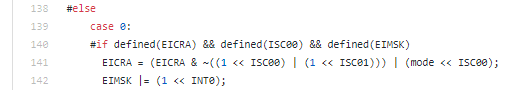 138 #else
139 case 0:
140 #if defined(EICRA) && defined(ISC00) && defined(EIMSK)
141 EICRA = (EICRA & ~((1 << ISC00) | (1 << ISC01))) | (mode << ISC00);
142 EIMSK |= (1 << INT0);